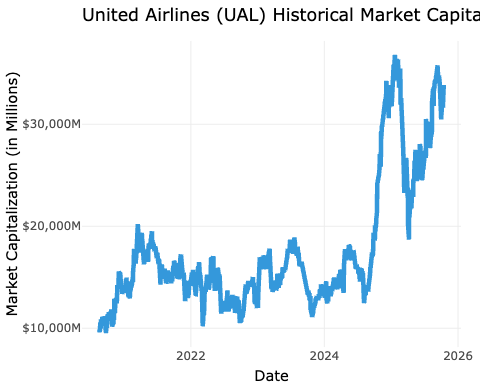 United Airlines (UAL) Historical Market Capita
Market Capitalization (in Millions)
$30,000M
$20,000M
$10,000M
2022
2024
2026
Date